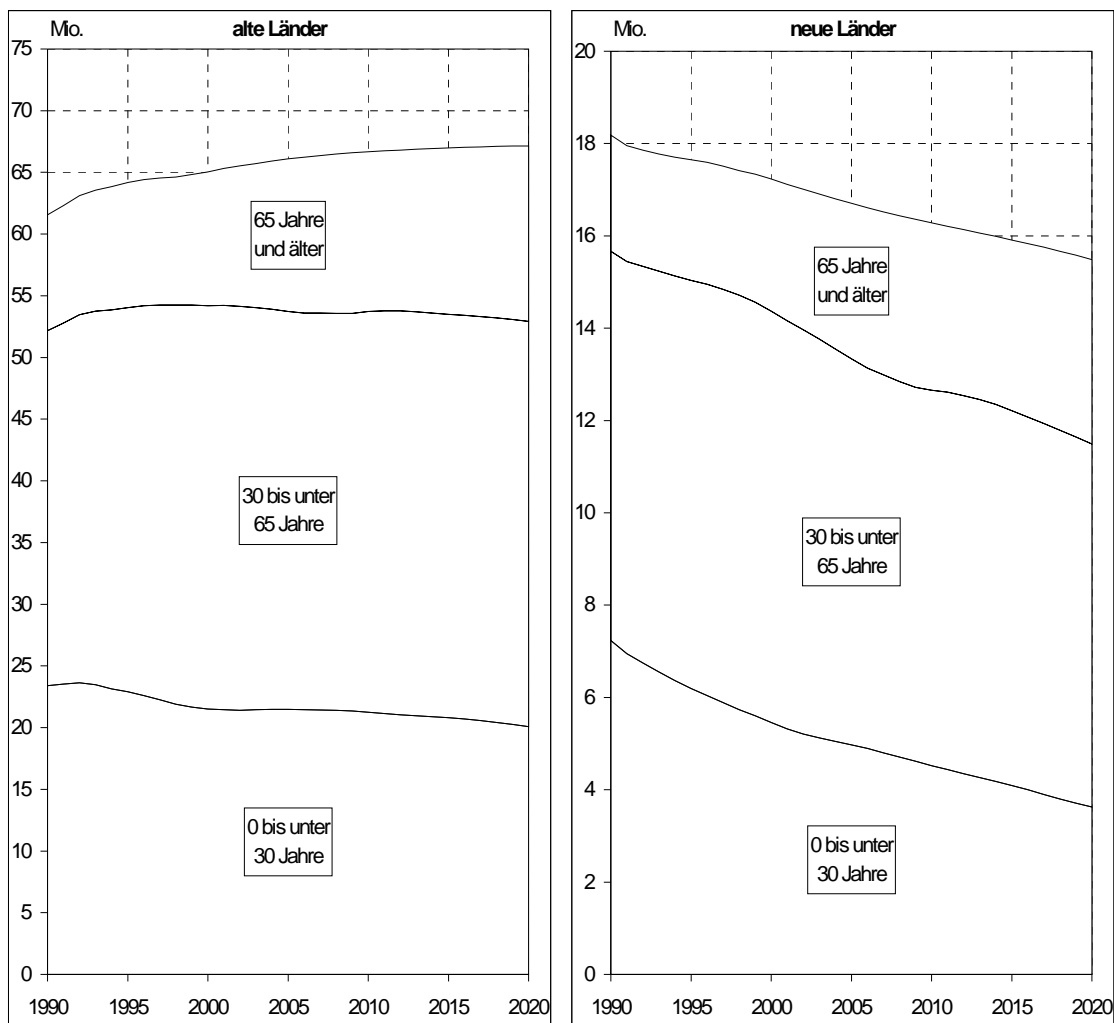 Mio.
alte Länder
75
70
65
60
55
50
45
40
35
30
25
20
15
10
5
0
65 Jahre
und älter
30 bis unter
65 Jahre
0 bis unter
30 Jahre
1990 1995 2000 2005 2010 2015 2020
Mio.
neue Länder
20
18
16
14
12
10
8
6
4
2
0
65 Jahre
und älter
30 bis unter
65 Jahre
0 bis unter
30 Jahre
1990 1995 2000 2005 2010 2015 2020